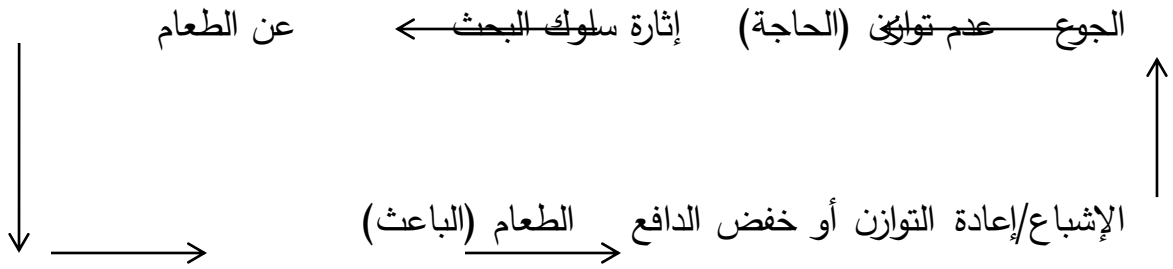 الجوع عدم توازن (الحاجة) إثارة سلوك البحث عن الطعام
الإشباع/إعادة التوازن أو خفض الدافع الطعام (الباعث)